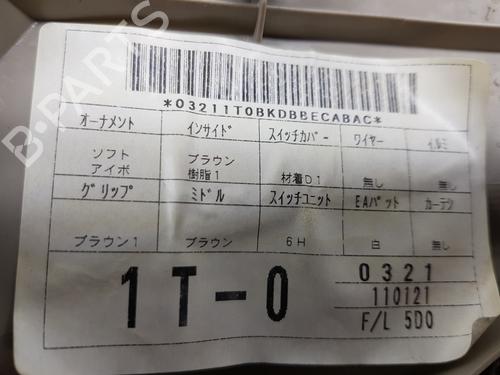 B-PARTS
*03211T0BKDBBECABAC*
オーナメント インサイド スイッチカバー ワイヤー イルミ
ソフト ブラウン
アイボ 樹脂1 材着D1 無し 無し
グリップ ミドル スイッチユニット EAパット カーテン
ブラウン1 ブラウン 6H 白 無し
1T-0 0321
110121
F/L 5D0